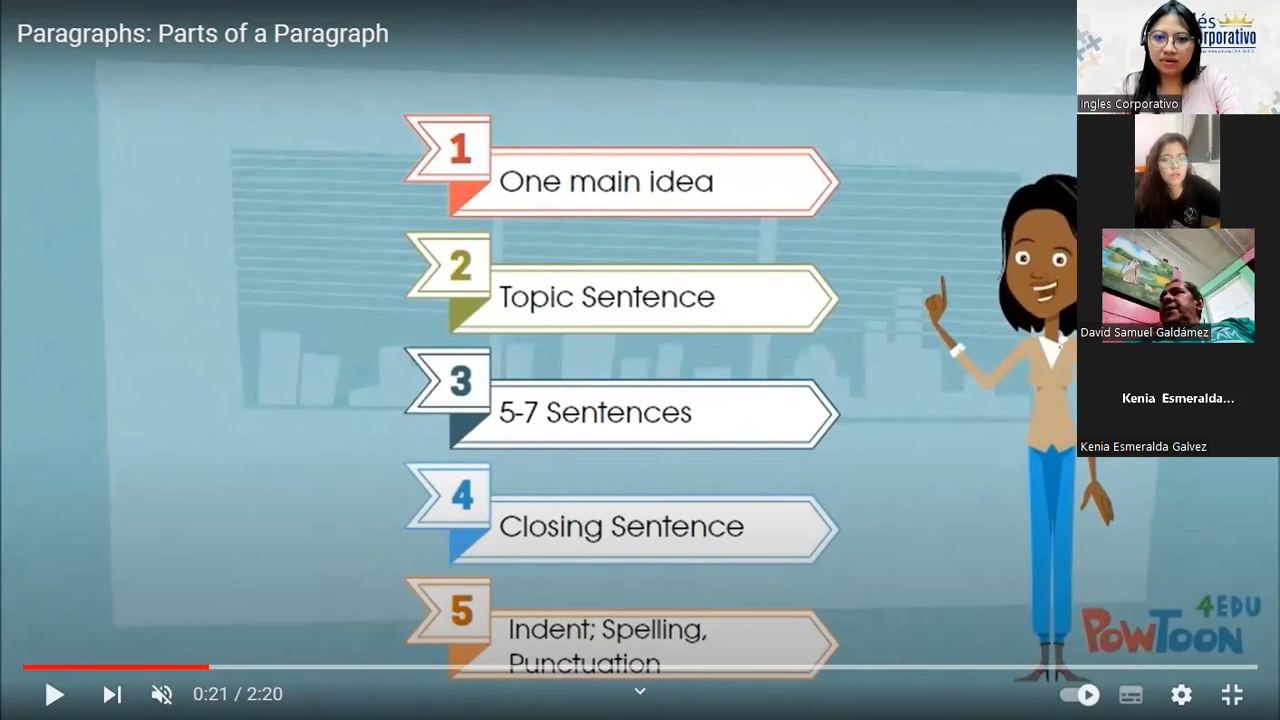 Paragraphs: Parts of a Paragraph
1
One main idea
2
Topic Sentence
3
5-7 Sentences
4
Closing Sentence
5
Indent; Spelling,
Punctuation
0:21 / 2:20
4EDU
POWTOON
Ingles Corporativo
David Samuel Galdámez
Kenia Esmeralda...
Kenia Esmeralda Galvez